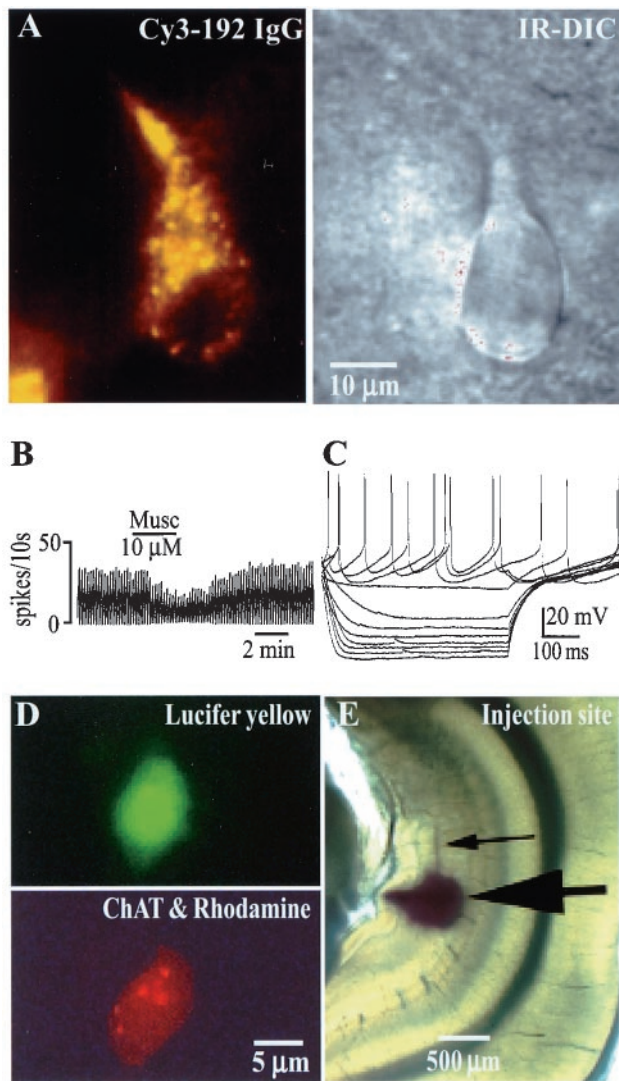 A
Cy3-192 IgG
IR-DIC
10 μm
B
C
Musc
10 μM
50
spikes/10s
0
2 min
20 mV
100 ms
D
Lucifer yellow
E
Injection site
ChAT & Rhodamine
5 μm
500 μm